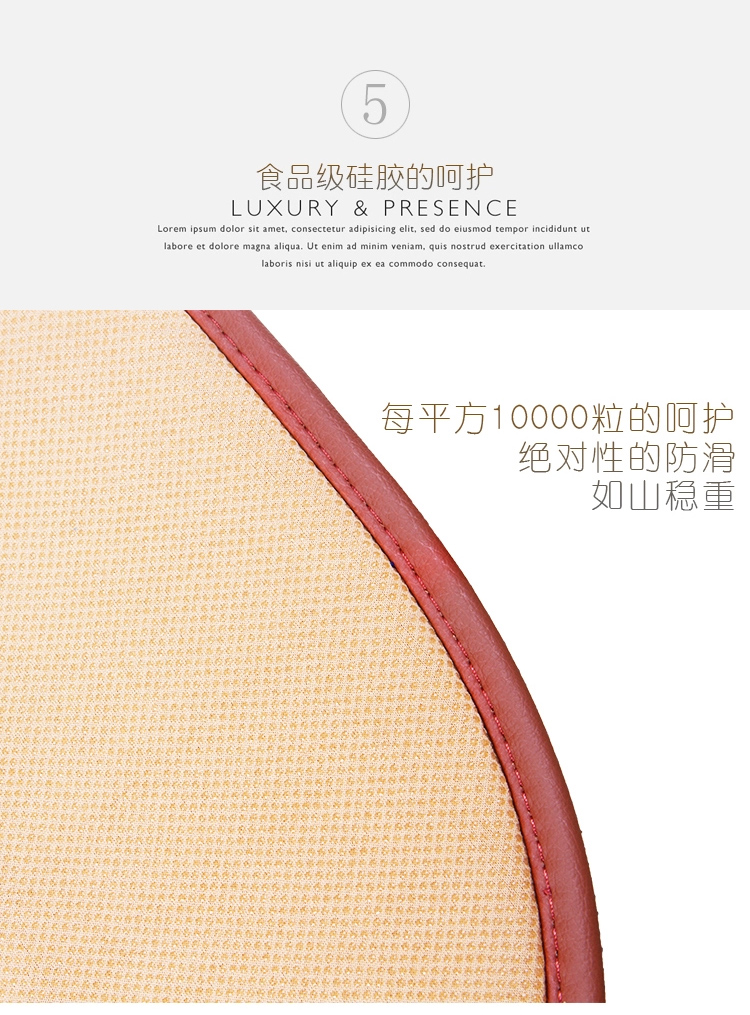 5
食品级硅胶的呵护
LUXURY & PRESENCE
Lorem ipsum dolor sit amet, consectetur adipisicing elit, sed do eiusmod tempor incididunt ut
labore et dolore magna aliqua. Ut enim ad minim veniam, quis nostrud exercitation ullamco
laboris nisi ut aliquip ex ea commodo consequat.
每平方10000粒的呵护
绝对性的防滑
如山稳重